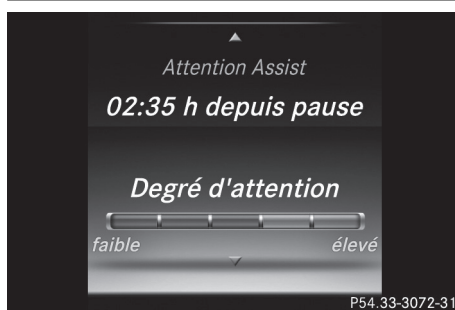 Attention Assist
02:35 h depuis pause
Degré d'attention
faible élevé
P54.33-3072-31